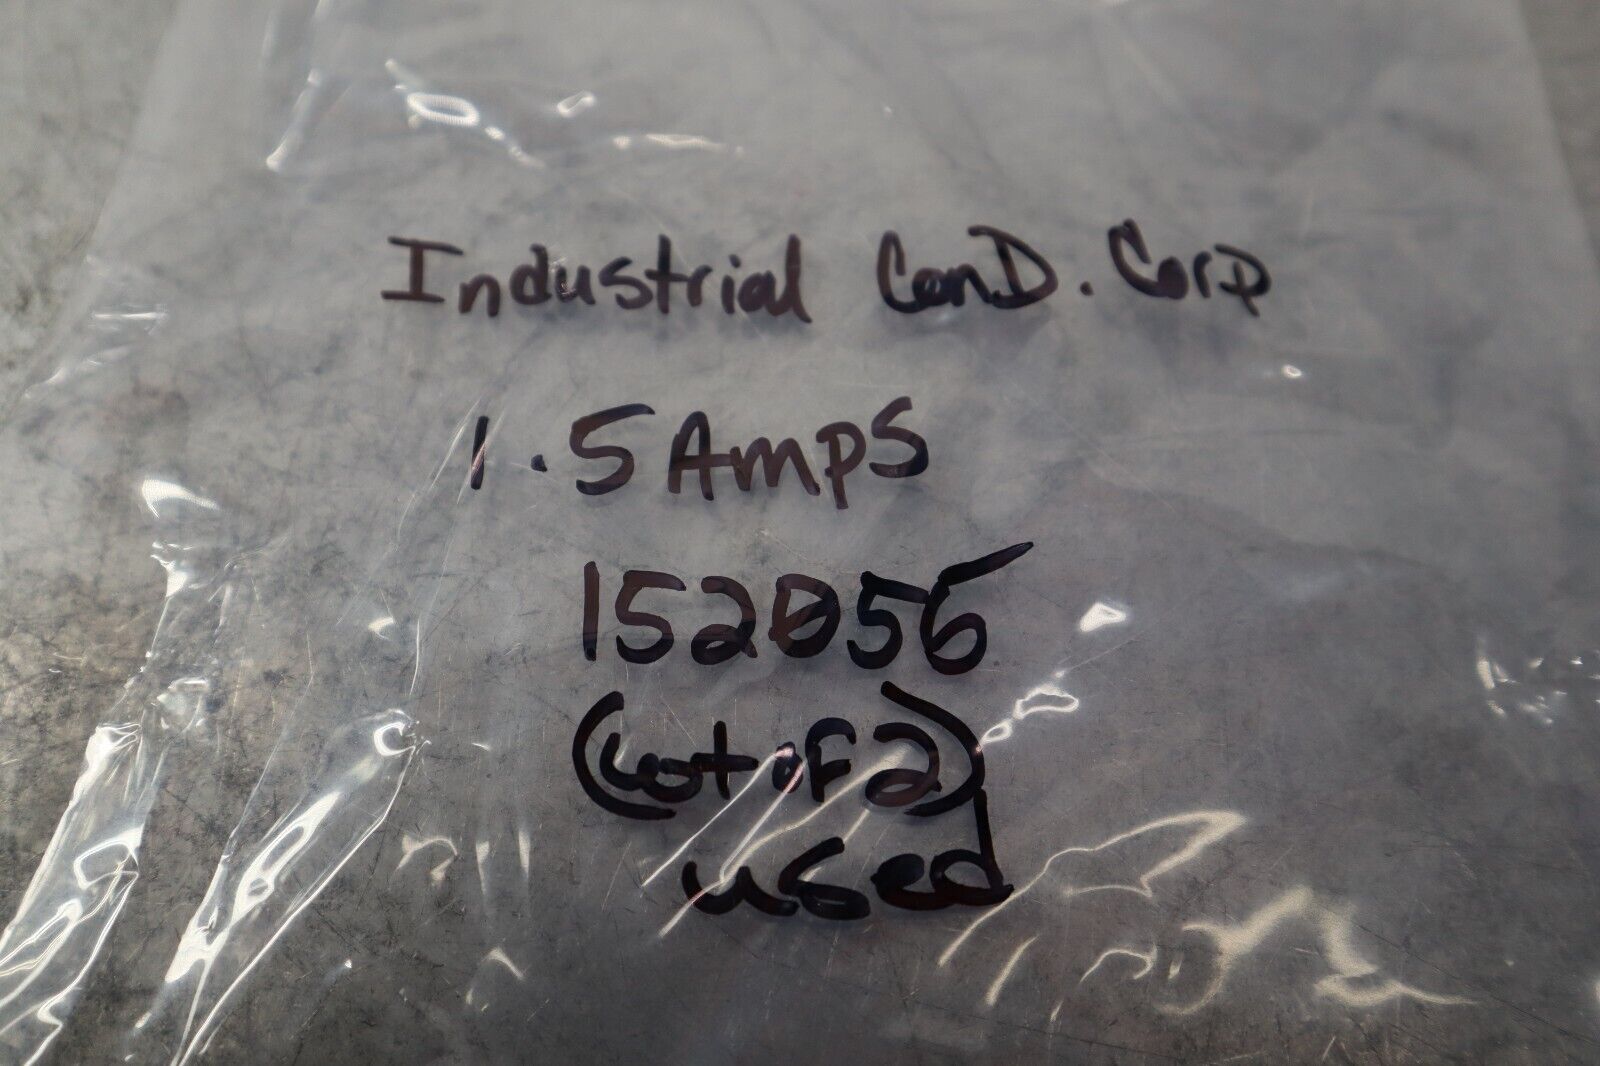 Industrial ConD. Corp
1.5 Amps
152056
(Lot of 2)
used